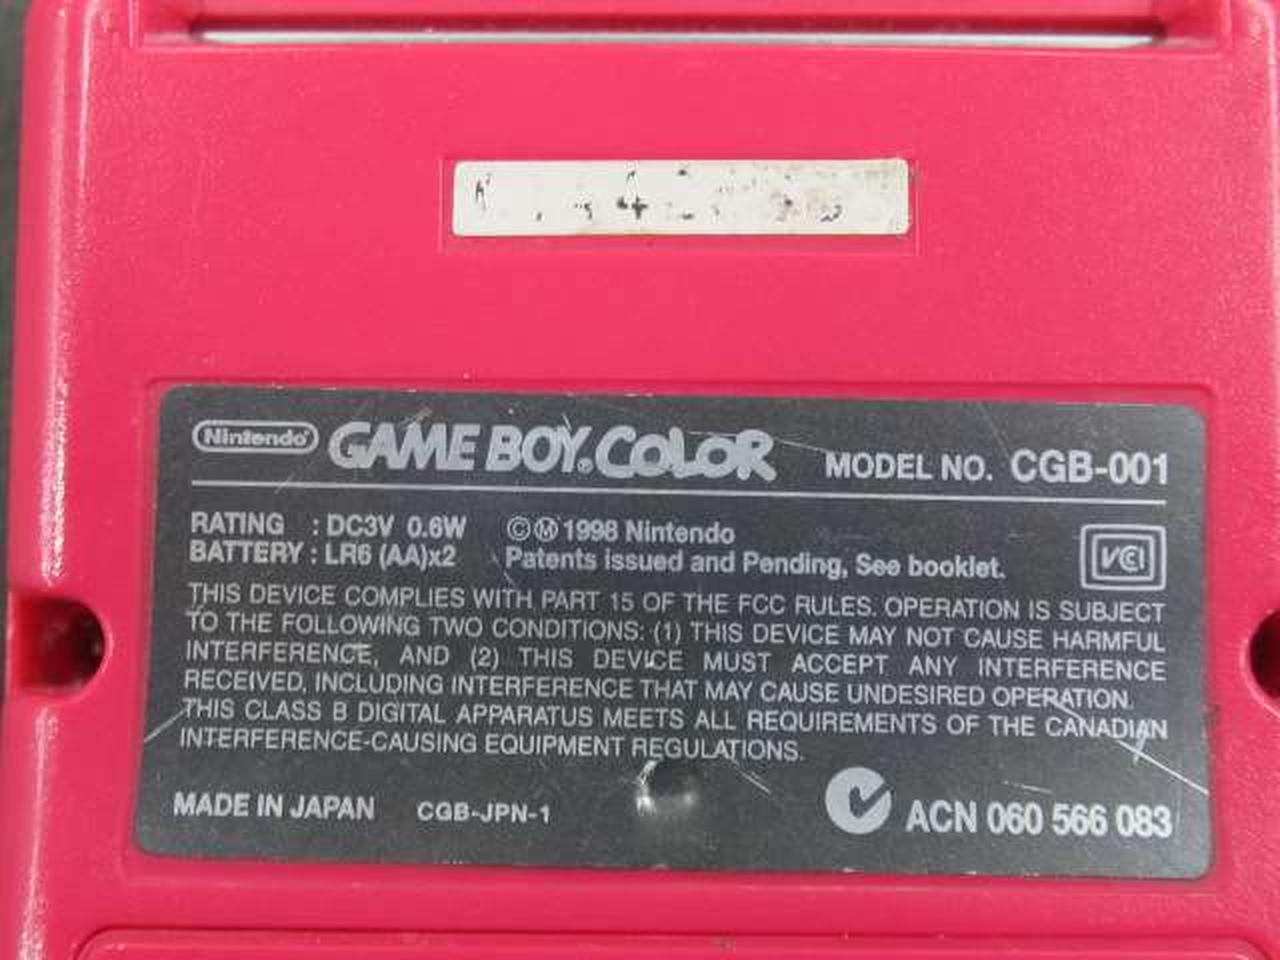 Nintendo® GAME BOY® COLOR MODEL NO. CGB-001
RATING : DC3V 0.6W
BATTERY : LR6 (AA)x2
ⓒⓂ1998 Nintendo
Patents issued and Pending, See booklet.
VCI
THIS DEVICE COMPLIES WITH PART 15 OF THE FCC RULES. OPERATION IS SUBJECT
TO THE FOLLOWING TWO CONDITIONS: (1) THIS DEVICE MAY NOT CAUSE HARMFUL
INTERFERENCE, AND (2) THIS DEVICE MUST ACCEPT ANY INTERFERENCE
RECEIVED, INCLUDING INTERFERENCE THAT MAY CAUSE UNDESIRED OPERATION.
THIS CLASS B DIGITAL APPARATUS MEETS ALL REQUIREMENTS OF THE CANADIAN
INTERFERENCE-CAUSING EQUIPMENT REGULATIONS.
MADE IN JAPAN CGB-JPN-1 ACN 060 566 083